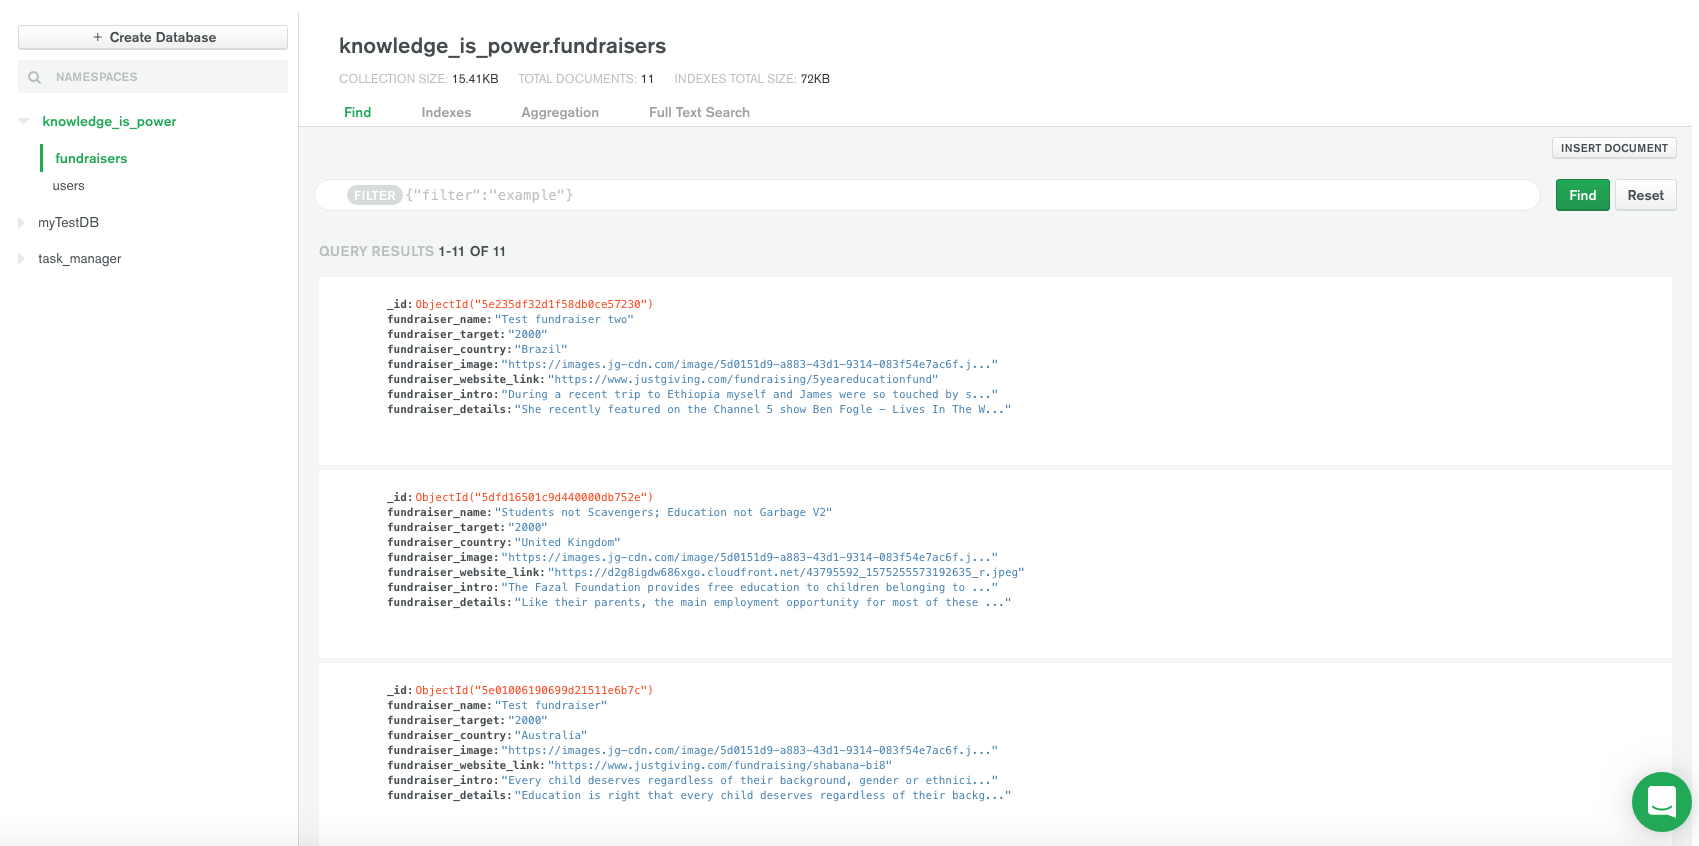 + Create Database
NAMESPACES
knowledge_is_power
fundraisers
users
myTestDB
task_manager
knowledge_is_power.fundraisers
COLLECTION SIZE: 15.41KB TOTAL DOCUMENTS: 11 INDEXES TOTAL SIZE: 72KB
Find Indexes Aggregation Full Text Search
INSERT DOCUMENT
FILTER {"filter":"example"}
Find Reset
QUERY RESULTS 1-11 OF 11
_id: ObjectId("5e235df32d1f58db0ce57230")
fundraiser_name: "Test fundraiser two"
fundraiser_target: "2000"
fundraiser_country: "Brazil"
fundraiser_image: "https://images.jg-cdn.com/image/5d0151d9-a883-43d1-9314-083f54e7ac6f.j..."
fundraiser_website_link: "https://www.justgiving.com/fundraising/5yeareducationfund"
fundraiser_intro: "During a recent trip to Ethiopia myself and James were so touched by s..."
fundraiser_details: "She recently featured on the Channel 5 show Ben Fogle – Lives In The W..."
_id: ObjectId("5dfd16501c9d440000db752e")
fundraiser_name: "Students not Scavengers; Education not Garbage V2"
fundraiser_target: "2000"
fundraiser_country: "United Kingdom"
fundraiser_image: "https://images.jg-cdn.com/image/5d0151d9-a883-43d1-9314-083f54e7ac6f.j..."
fundraiser_website_link: "https://d2g8igdw686xgo.cloudfront.net/43795592_1575255573192635_r.jpeg"
fundraiser_intro: "The Fazal Foundation provides free education to children belonging to ..."
fundraiser_details: "Like their parents, the main employment opportunity for most of these ..."
_id: ObjectId("5e01006190699d21511e6b7c")
fundraiser_name: "Test fundraiser"
fundraiser_target: "2000"
fundraiser_country: "Australia"
fundraiser_image: "https://images.jg-cdn.com/image/5d0151d9-a883-43d1-9314-083f54e7ac6f.j..."
fundraiser_website_link: "https://www.justgiving.com/fundraising/shabana-bi8"
fundraiser_intro: "Every child deserves regardless of their background, gender or ethnici..."
fundraiser_details: "Education is right that every child deserves regardless of their backg..."